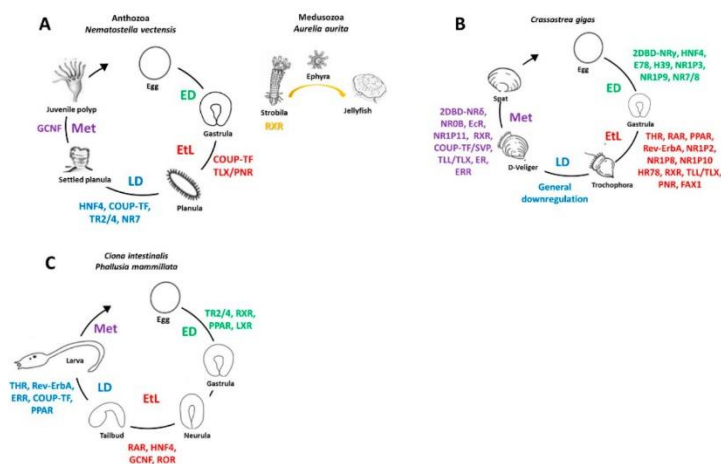 A
Anthozoa
Nematostella vectensis
Egg
ED
Gastrula
EtL
COUP-TF
TLX/PNR
Planula
LD
HNF4, COUP-TF,
TR2/4, NR7
Settled planula
Met
GCNF
Juvenile polyp
Medusozoa
Aurelia aurita
Ephyra
Strobila
RXR
Jellyfish
B
Crassostrea gigas
Egg
2DBD-NRγ, HNF4,
E78, H39, NR1P3,
NR1P9, NR7/8
ED
Gastrula
EtL
THR, RAR, PPAR,
Rev-ErbA, NR1P2,
NR1P8, NR1P10
HR78, RXR, TLL/TLX,
PNR, FAX1
Trochophora
LD
General
downregulation
D-Veliger
Met
2DBD-NRδ,
NR0B, EcR,
NR1P11, RXR,
COUP-TF/SVP,
TLL/TLX, ER,
ERR
Spat
C
Ciona intestinalis
Phallusia mammillata
Egg
ED
TR2/4, RXR,
PPAR, LXR
Gastrula
EtL
Neurula
RAR, HNF4,
GCNF, ROR
Tailbud
LD
THR, Rev-ErbA,
ERR, COUP-TF,
PPAR
Larva
Met